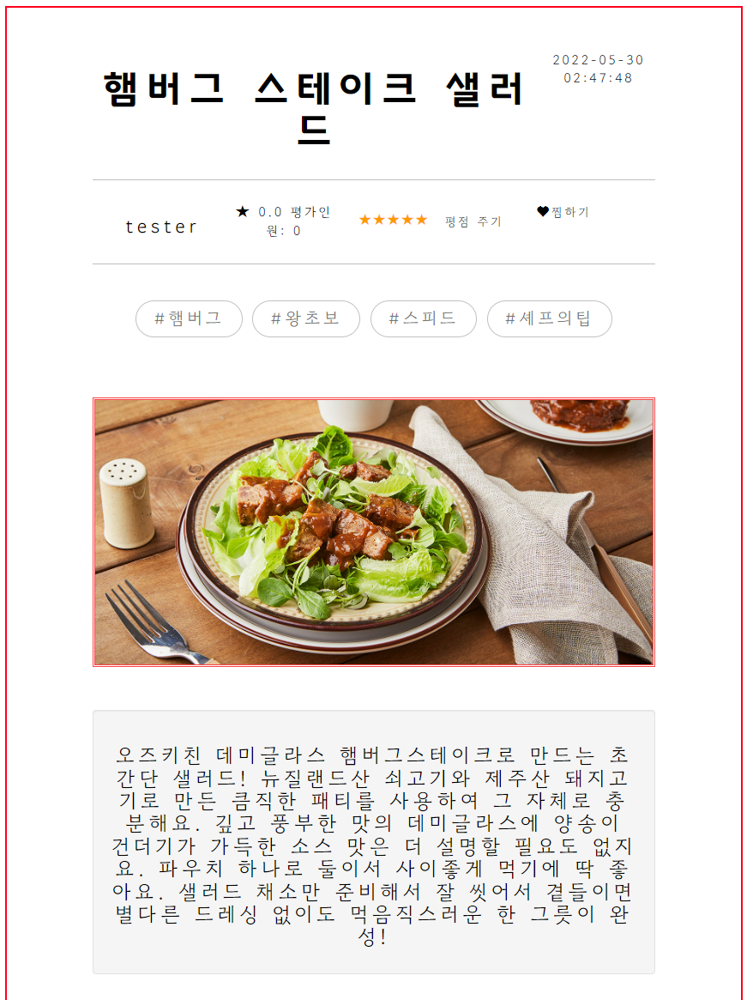 햄버그 스테이크 샐러
드
2022-05-30
02:47:48
tester
★ 0.0 평가인
원: 0
★★★★★
평점 주기
♥찜하기
#햄버그
#왕초보
#스피드
#셰프의팁
오즈키친 데미글라스 햄버그스테이크로 만드는 초
간단 샐러드! 뉴질랜드산 쇠고기와 제주산 돼지고
기로 만든 큼직한 패티를 사용하여 그 자체로 충
분해요. 깊고 풍부한 맛의 데미글라스에 양송이
건더기가 가득한 소스 맛은 더 설명할 필요도 없지
요. 파우치 하나로 둘이서 사이좋게 먹기에 딱 좋
아요. 샐러드 채소만 준비해서 잘 씻어서 곁들이면
별다른 드레싱 없이도 먹음직스러운 한 그릇이 완
성!